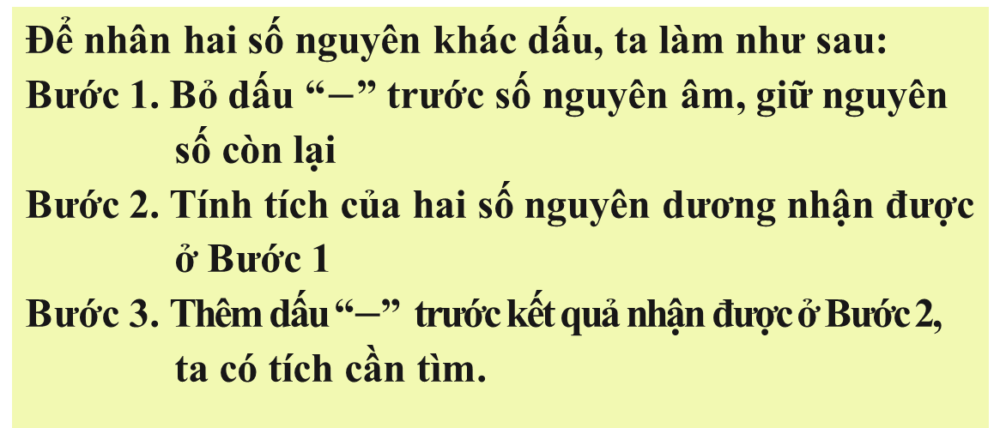 Để nhân hai số nguyên khác dấu, ta làm như sau:
Bước 1. Bỏ dấu “–” trước số nguyên âm, giữ nguyên
số còn lại
Bước 2. Tính tích của hai số nguyên dương nhận được
ở Bước 1
Bước 3. Thêm dấu “–” trước kết quả nhận được ở Bước 2,
ta có tích cần tìm.